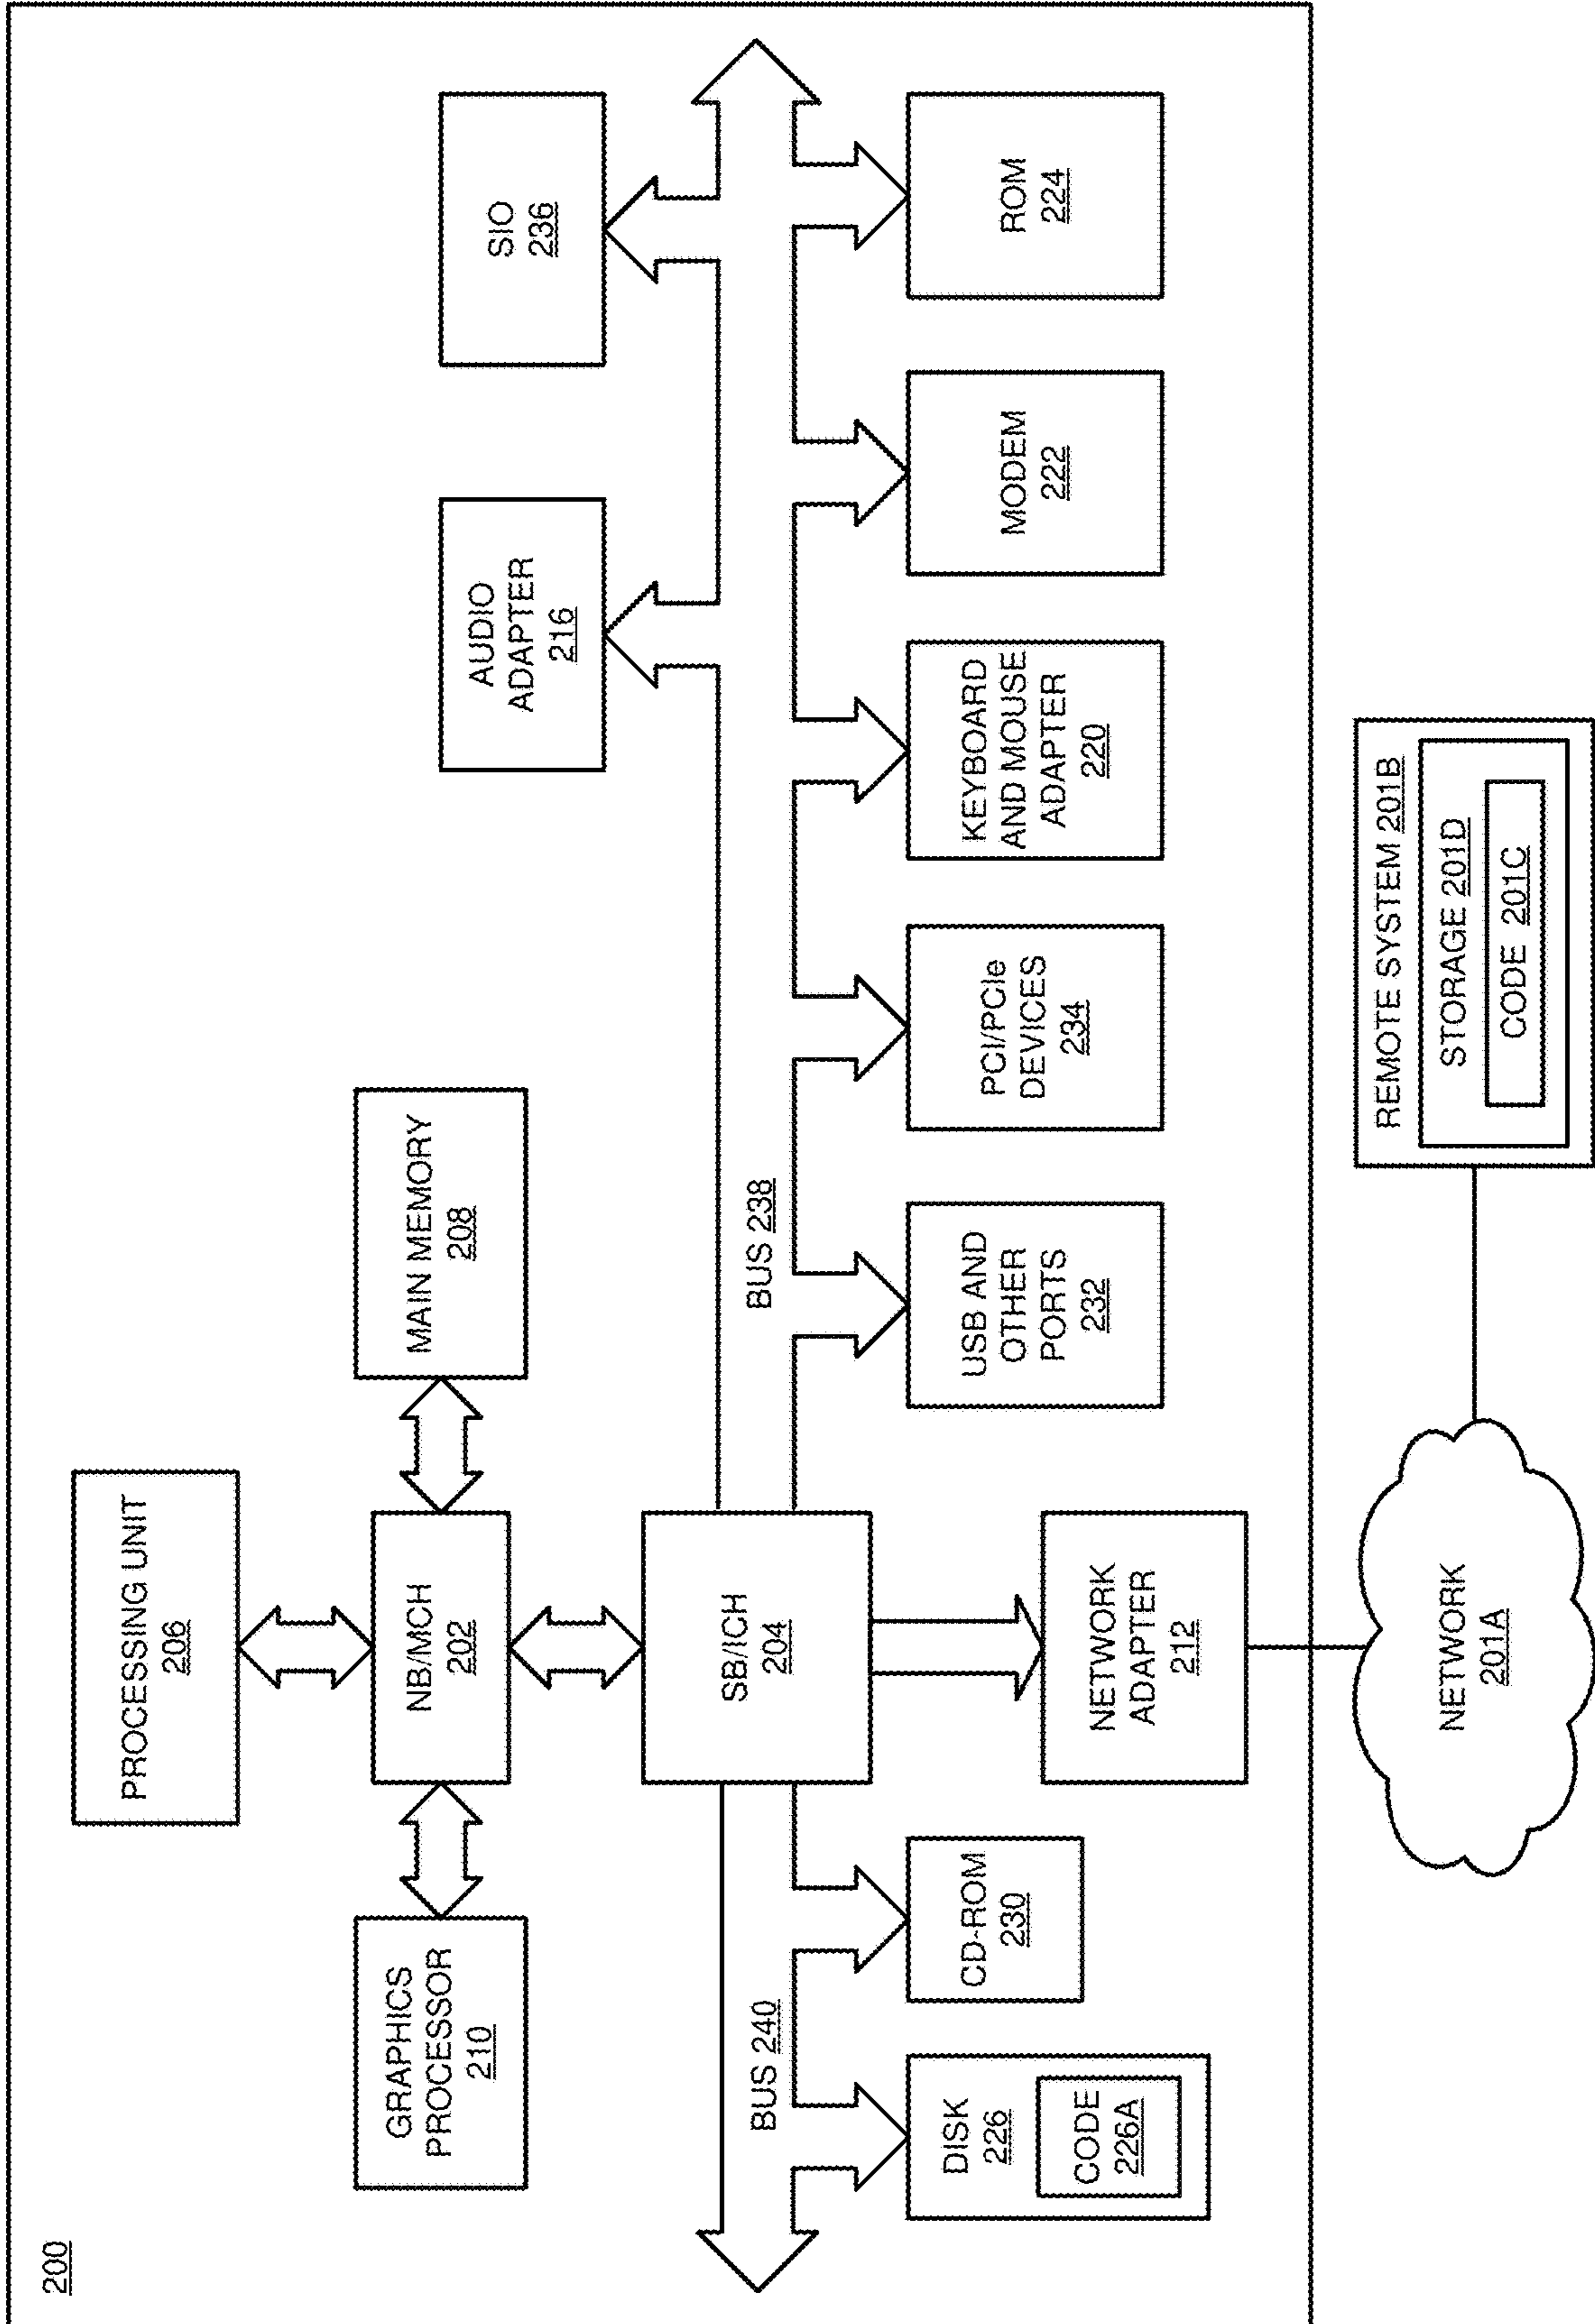 200
PROCESSING UNIT
206
GRAPHICS
PROCESSOR
210
NB/MCH
202
MAIN MEMORY
208
AUDIO
ADAPTER
216
SIO
236
SB/ICH
204
BUS 240
BUS 238
DISK
226
CODE
226A
CD-ROM
230
NETWORK
ADAPTER
212
USB AND
OTHER
PORTS
232
PCI/PCIe
DEVICES
234
KEYBOARD
AND MOUSE
ADAPTER
220
MODEM
222
ROM
224
NETWORK
201A
REMOTE SYSTEM 201B
STORAGE 201D
CODE 201C